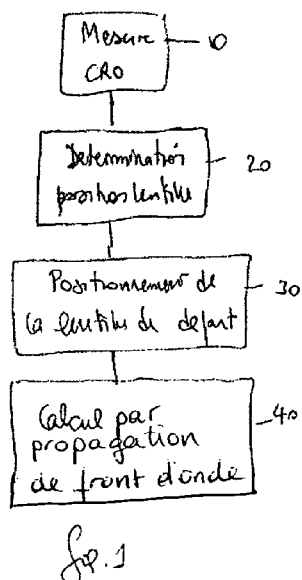 Mesure 10
CRO
Determination 20
position lentille
Positionnement de 30
la lentille de depart
Calcul par 40
propagation
de front d'onde
fig. 1